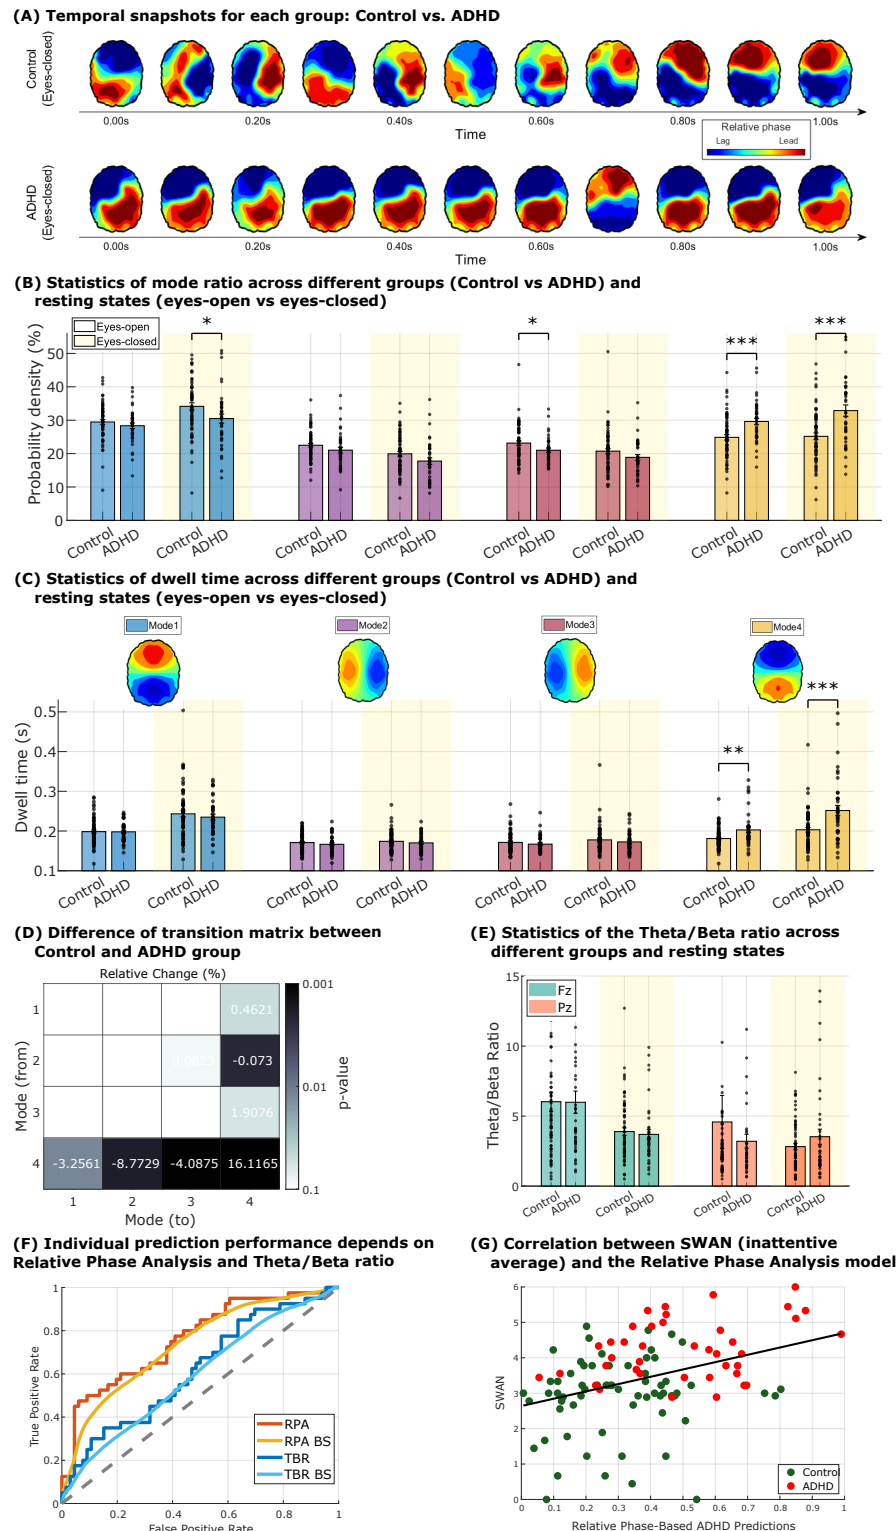 (A) Temporal snapshots for each group: Control vs. ADHD
Control
(Eyes-closed)
0.00s 0.20s 0.40s 0.60s 0.80s 1.00s
Time
Relative phase
Lag Lead
ADHD
(Eyes-closed)
0.00s 0.20s 0.40s 0.60s 1.00s
Time
(B) Statistics of mode ratio across different groups (Control vs ADHD) and
resting states (eyes-open vs eyes-closed)
Eyes-open
Eyes-closed
* * *** ***
Probability density (%)
50
40
30
20
10
0
Control ADHD Control ADHD Control ADHD Control ADHD Control ADHD Control ADHD Control ADHD Control ADHD
(C) Statistics of dwell time across different groups (Control vs ADHD) and
resting states (eyes-open vs eyes-closed)
Mode1 Mode2 Mode3 Mode4
** ***
Dwell time (s)
0.5
0.4
0.3
0.2
0.1
Control ADHD Control ADHD Control ADHD Control ADHD Control ADHD Control ADHD Control ADHD Control ADHD
(D) Difference of transition matrix between
Control and ADHD group
Relative Change (%)
Mode (from)
1 0.4621
2 -0.073
3 1.9076
4 -3.2561 -8.7729 -4.0875 16.1165
1 2 3 4
Mode (to)
0.001
0.01
0.1
p-value
(E) Statistics of the Theta/Beta ratio across
different groups and resting states
Fz
Pz
Theta/Beta Ratio
15
10
5
0
Control ADHD Control ADHD Control ADHD Control ADHD
(F) Individual prediction performance depends on
Relative Phase Analysis and Theta/Beta ratio
True Positive Rate
1
0.8
0.6
0.4
0.2
0
RPA
RPA BS
TBR
TBR BS
0 0.2 0.4 0.6 0.8 1
False Positive Rate
(G) Correlation between SWAN (inattentive
average) and the Relative Phase Analysis model
SWAN
6
5
4
3
2
1
0
Control
ADHD
0 0.1 0.2 0.3 0.4 0.5 0.6 0.7 0.8 0.9 1
Relative Phase-Based ADHD Predictions